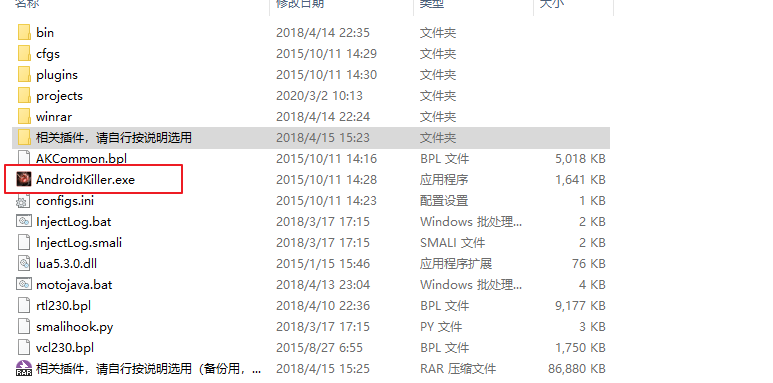 名称 修改日期 类型 大小
bin 2018/4/14 22:35 文件夹
cfgs 2015/10/11 14:29 文件夹
plugins 2015/10/11 14:30 文件夹
projects 2020/3/2 10:13 文件夹
winrar 2018/4/14 22:24 文件夹
相关插件，请自行按说明选用 2018/4/15 15:23 文件夹
AKCommon.bpl 2015/10/11 14:16 BPL 文件 5,018 KB
AndroidKiller.exe 2015/10/11 14:28 应用程序 1,641 KB
configs.ini 2015/10/11 14:23 配置设置 1 KB
InjectLog.bat 2018/3/17 17:15 Windows 批处理... 2 KB
InjectLog.smali 2018/3/17 17:15 SMALI 文件 2 KB
lua5.3.0.dll 2015/1/15 15:46 应用程序扩展 76 KB
motojava.bat 2018/4/13 23:04 Windows 批处理... 4 KB
rtl230.bpl 2018/4/10 22:36 BPL 文件 9,177 KB
smalihook.py 2018/3/17 17:15 PY 文件 3 KB
vcl230.bpl 2015/8/27 6:55 BPL 文件 1,750 KB
RAR 相关插件，请自行按说明选用（备份用，... 2018/4/15 15:25 RAR 压缩文件 86,880 KB